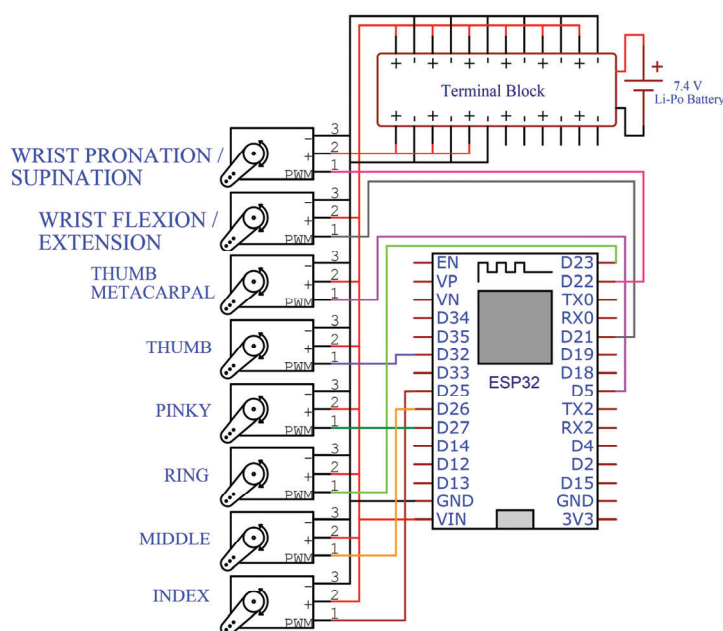 + - + - + - + - + - +
Terminal Block
+ - + - + - + - + - +
+
7.4 V
Li-Po Battery
WRIST PRONATION /
SUPINATION
3 -
2 +
1 PWM
WRIST FLEXION /
EXTENSION
3 -
2 +
1 PWM
THUMB
METACARPAL
3 -
2 +
1 PWM
THUMB
3 -
2 +
1 PWM
PINKY
3 -
2 +
1 PWM
RING
3 -
2 +
1 PWM
MIDDLE
3 -
2 +
1 PWM
INDEX
3 -
2 +
1 PWM
EN D23
VP D22
VN TX0
D34 RX0
D35 D21
D32 D19
D33 D18
ESP32
D25 D5
D26 TX2
D27 RX2
D14 D4
D12 D2
D13 D15
GND GND
VIN 3V3